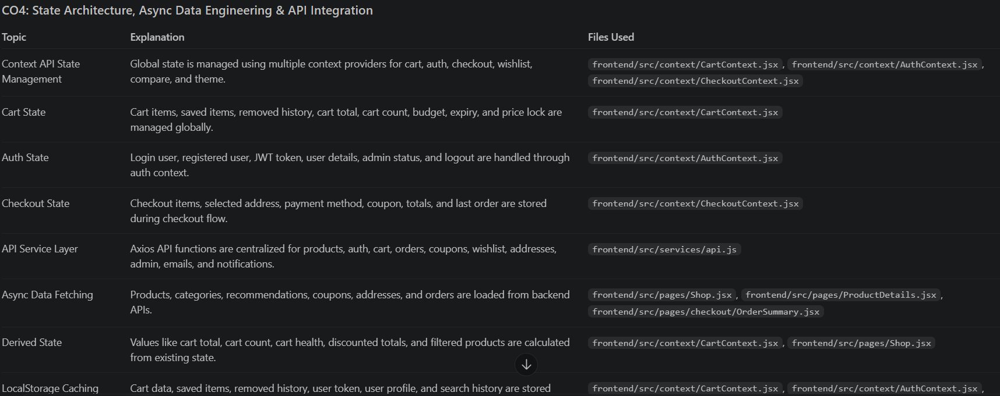 CO4: State Architecture, Async Data Engineering & API Integration
Topic Explanation Files Used
Context API State Management
Global state is managed using multiple context providers for cart, auth, checkout, wishlist,
compare, and theme.
frontend/src/context/CartContext.jsx, frontend/src/context/AuthContext.jsx,
frontend/src/context/CheckoutContext.jsx
Cart State
Cart items, saved items, removed history, cart total, cart count, budget, expiry, and price lock are
managed globally.
frontend/src/context/CartContext.jsx
Auth State
Login user, registered user, JWT token, user details, admin status, and logout are handled through
auth context.
frontend/src/context/AuthContext.jsx
Checkout State
Checkout items, selected address, payment method, coupon, totals, and last order are stored
during checkout flow.
frontend/src/context/CheckoutContext.jsx
API Service Layer
Axios API functions are centralized for products, auth, cart, orders, coupons, wishlist, addresses,
admin, emails, and notifications.
frontend/src/services/api.js
Async Data Fetching
Products, categories, recommendations, coupons, addresses, and orders are loaded from backend
APIs.
frontend/src/pages/Shop.jsx, frontend/src/pages/ProductDetails.jsx,
frontend/src/pages/checkout/OrderSummary.jsx
Derived State
Values like cart total, cart count, cart health, discounted totals, and filtered products are calculated
from existing state.
frontend/src/context/CartContext.jsx, frontend/src/pages/Shop.jsx
LocalStorage Caching
Cart data, saved items, removed history, user token, user profile, and search history are stored
frontend/src/context/CartContext.jsx, frontend/src/context/AuthContext.jsx,